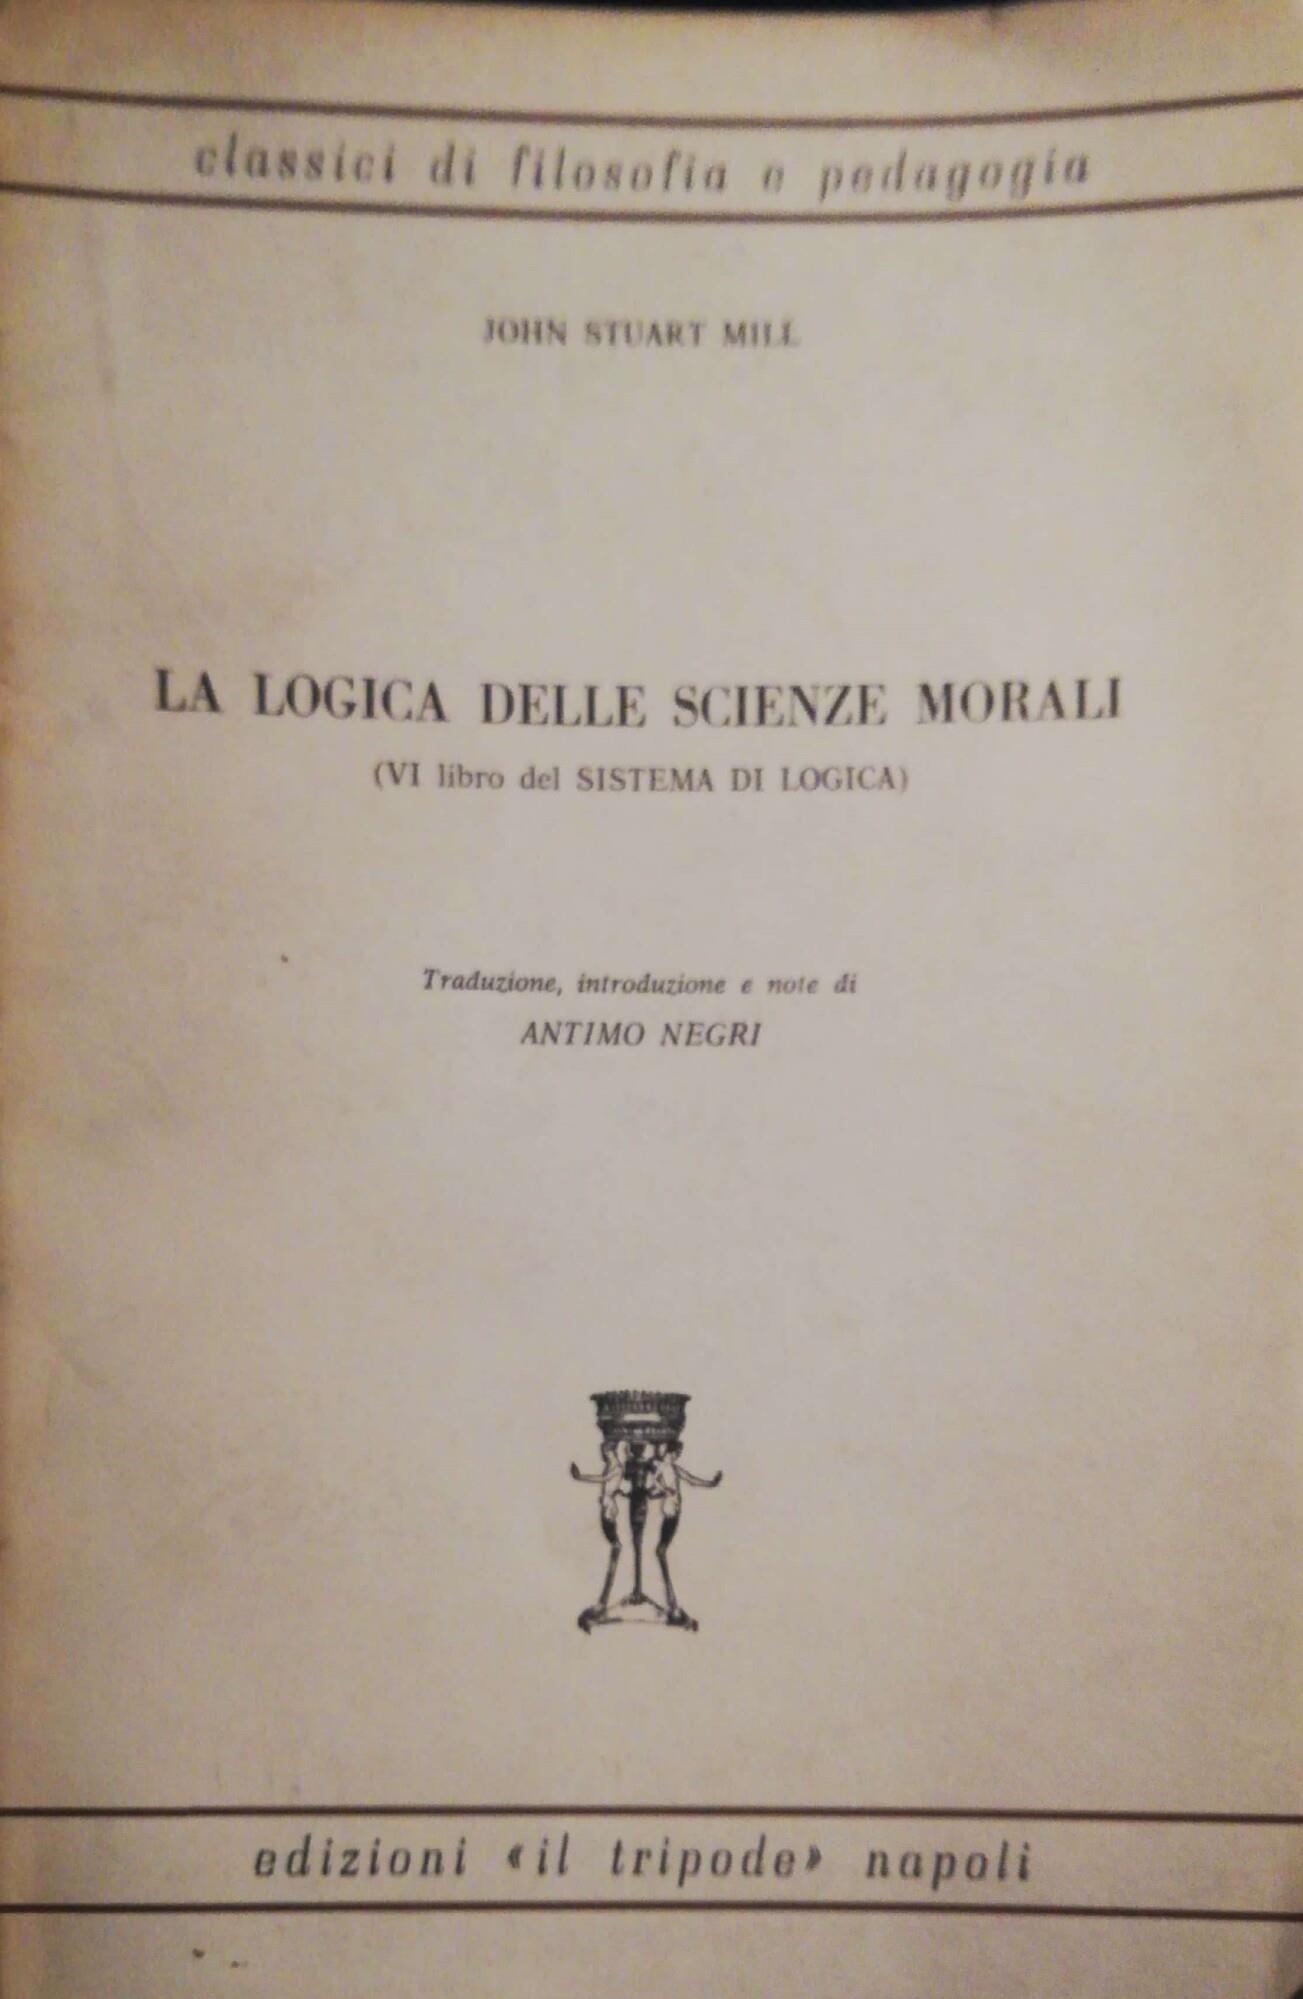 classici di filosofia e pedagogia
JOHN STUART MILL
LA LOGICA DELLE SCIENZE MORALI
(VI libro del SISTEMA DI LOGICA)
Traduzione, introduzione e note di
ANTIMO NEGRI
edizioni «il tripode» napoli